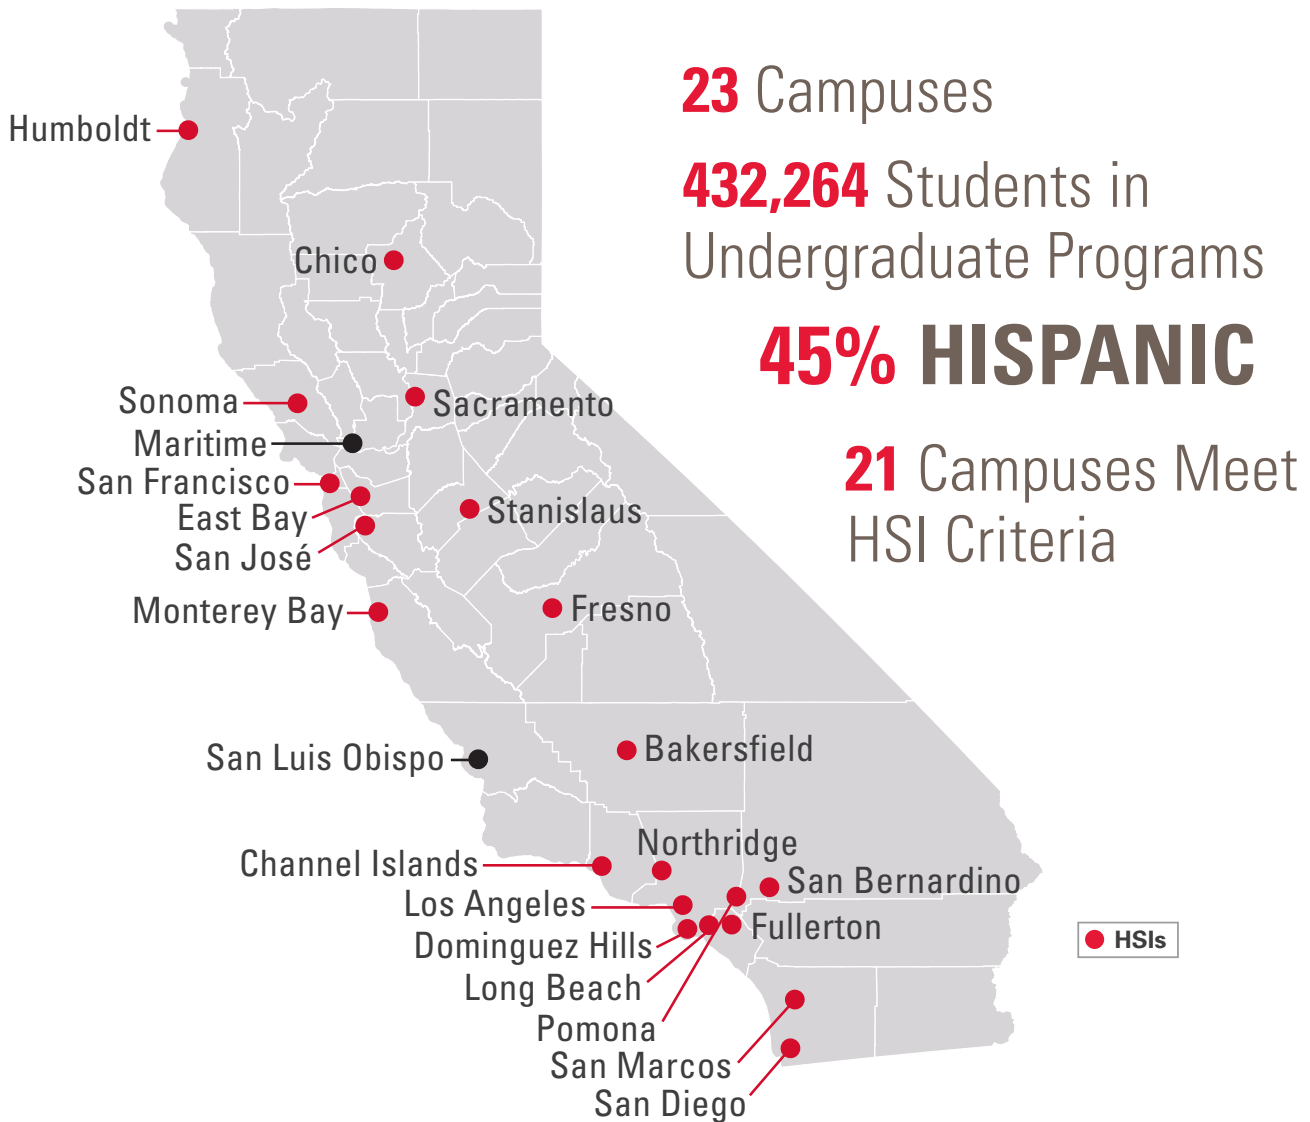 23 Campuses
432,264 Students in
Undergraduate Programs
45% HISPANIC
21 Campuses Meet
HSI Criteria
Humboldt
Chico
Sonoma
Sacramento
Maritime
San Francisco
East Bay
Stanislaus
San José
Monterey Bay
Fresno
San Luis Obispo
Bakersfield
Northridge
Channel Islands
San Bernardino
Los Angeles
Fullerton
Dominguez Hills
Long Beach
Pomona
San Marcos
San Diego
HSIs